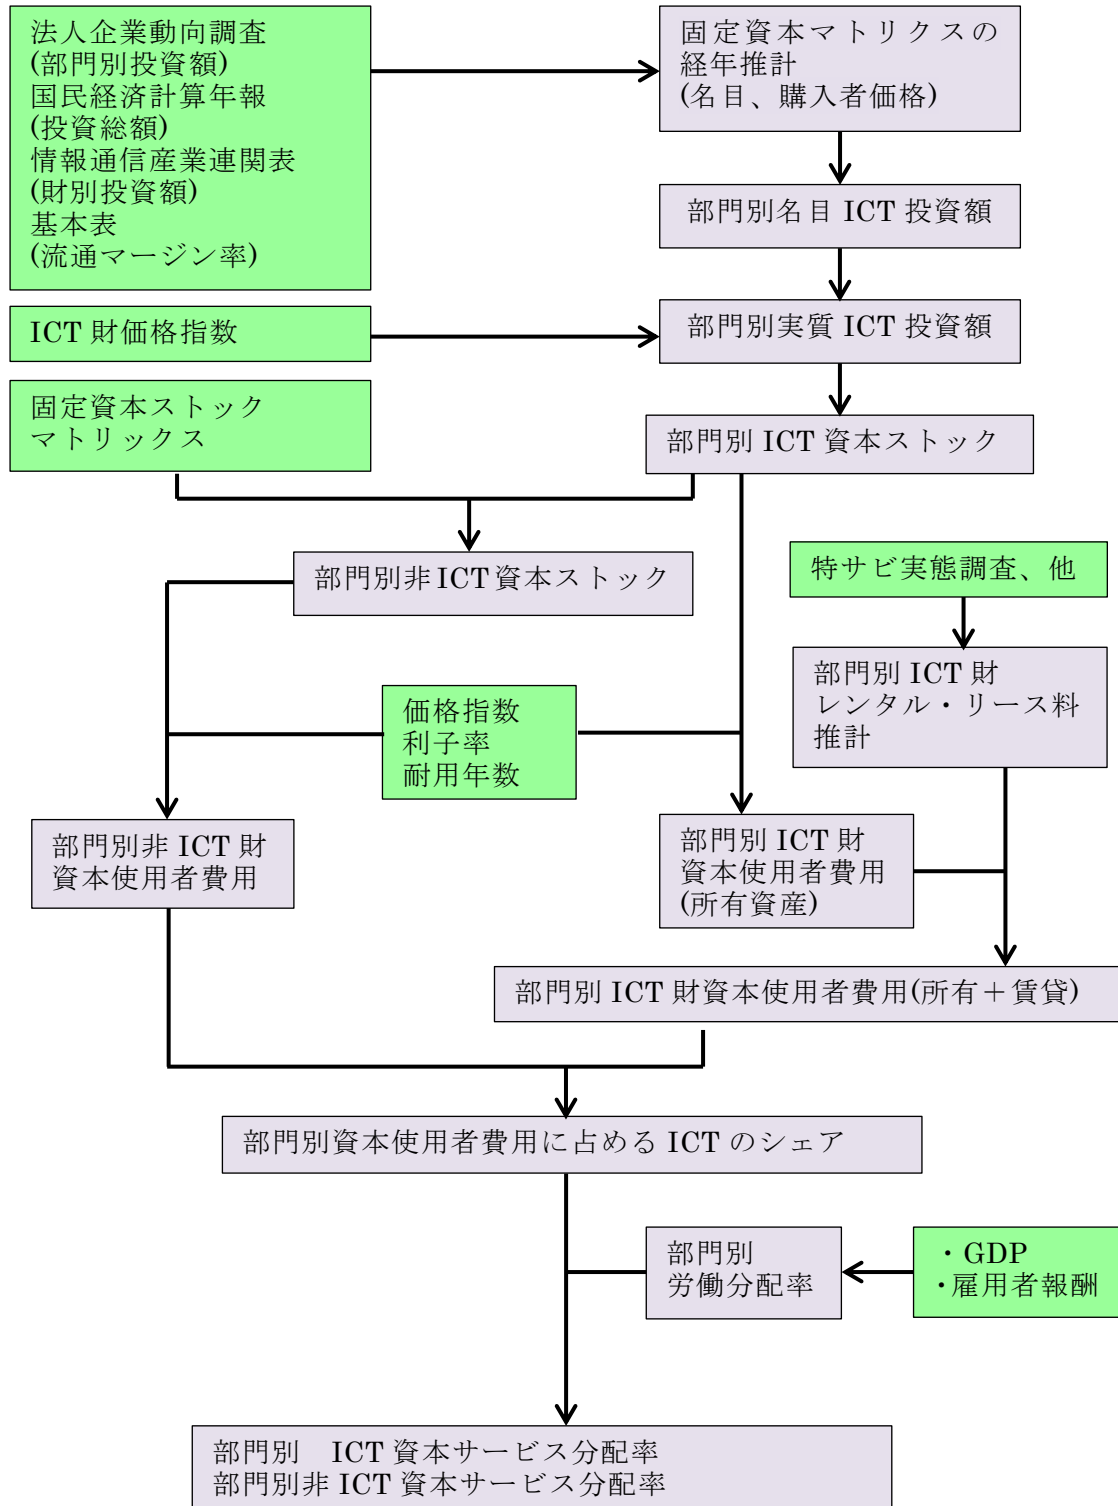 法人企業動向調査
(部門別投資額)
国民経済計算年報
(投資総額)
情報通信産業連関表
(財別投資額)
基本表
(流通マージン率)
固定資本マトリクスの
経年推計
(名目、購入者価格)
部門別名目 ICT 投資額
ICT 財価格指数
部門別実質 ICT 投資額
固定資本ストック
マトリックス
部門別 ICT 資本ストック
部門別非 ICT 資本ストック
特サビ実態調査、他
部門別 ICT 財
レンタル・リース料
推計
価格指数
利子率
耐用年数
部門別非 ICT 財
資本使用者費用
部門別 ICT 財
資本使用者費用
(所有資産)
部門別 ICT 財資本使用者費用(所有＋賃貸)
部門別資本使用者費用に占める ICT のシェア
部門別
労働分配率
・GDP
・雇用者報酬
部門別　ICT 資本サービス分配率
部門別非 ICT 資本サービス分配率